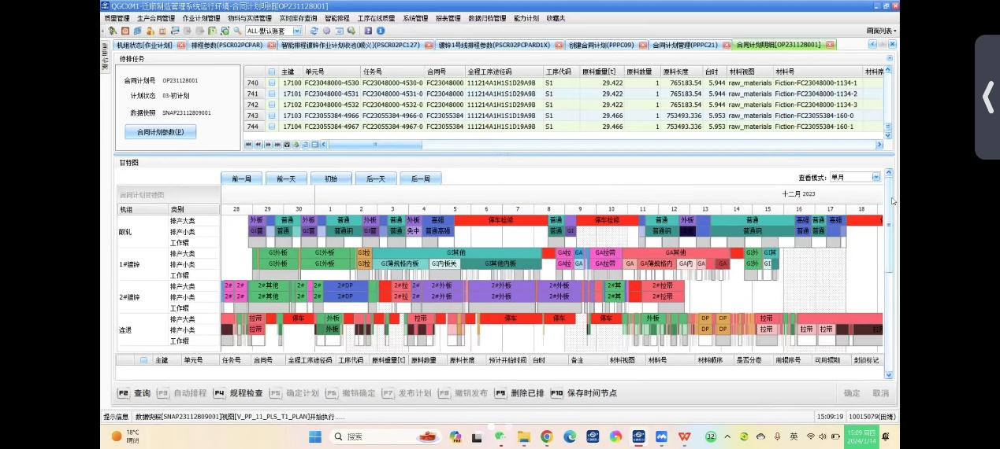 QGCXM1-迁顺制造管理系统运行环境-合同计划明细[OP231128001]
质量管理 生产合同管理 作业计划管理 物料与实绩管理 实时库存查询 智能排程 工序在线质量 系统管理 报表管理 数据归档管理 能力计划 收藏夹
ALL-默认账套 画面列表
机组状态[作业计划] 排程参数(PSCR02PCPAR) 智能排程镀锌作业计划收池(顺义)(PSCR02PC127) 镀锌1号线排程参数(PSCR02PCPARD1X) 创建合同计划(PPPC09) 合同计划管理(PPPC21) 合同计划明细[OP231128001]
待排任务
合同计划号 OP231128001
计划状态 03-初计划
数据快照 SNAP23112809001
合同计划参数(P)
主键 单元号 任务号 合同号 全程工序途径码 工序代码 原料重量[t] 原料数量 原料长度 台时 材料视图 材料号
740 17100 FC23048000-4530 FC23048000-4530-0 FC23048000 111214A1H1S1D29A9B S1 29.422 1 765183.54 5.944 raw_materials Fiction-FC23048000-1134-1
741 17101 FC23048000-4531 FC23048000-4531-0 FC23048000 111214A1H1S1D29A9B S1 29.422 1 765183.54 5.944 raw_materials Fiction-FC23048000-1134-2
742 17102 FC23048000-4532 FC23048000-4532-0 FC23048000 111214A1H1S1D29A9B S1 29.422 1 765183.54 5.944 raw_materials Fiction-FC23048000-1134-3
743 17103 FC23055384-4966 FC23055384-4966-0 FC23055384 111214A1H1S1D19A9B S1 29.466 1 753493.336 5.953 raw_materials Fiction-FC23055384-160-0
744 17104 FC23055384-4967 FC23055384-4967-0 FC23055384 111214A1H1S1D19A9B S1 29.466 1 753493.336 5.953 raw_materials Fiction-FC23055384-160-1
甘特图
前一周 前一天 初始 后一天 后一周 查看模式: 单月
合同计划甘特图 十二月 2023
机组 类别 28 29 30 1 2 3 4 5 6 7 8 9 10 11 12 13 14 15 16 17 18
排产大类 外板 普通 外板 普通 外板 普通 外板 高强 停车检修 普通 停车检修 普通 外板 普通 高强 普通 高强
酸轧 排产小类 GI普 普通 GI普 普通铜 普通 免中 普通高强 普通 GI 普通铜 普通铜 普通 普通
工作辊
排产大类 GI外板 GI外板 GI拉 GI其他 GA拉 GA GA拉带 GA其他 GI外 GI其
1#镀锌 排产小类 GI外板 GI外板 GI拉 GI薄规格内板 GI内板关 GI其他内板 GA拉 GA GA拉带 GA GA薄规格内 GA内 GA GA GI外 GI
工作辊
排产大类 2# 2# 2#其他 2# 2# 2#DP 2#拉 2# 2#外板 2#外板 2#外板 2#其 2#拉带
2#镀锌 排产小类 2# 2# 2#其他 2# 2# 2#DP 2#拉 2# 2#外板 2#外板 2#外板 2#其 2#拉带
工作辊
排产大类 拉带 停车 外板 拉带 停车 停车 停车 外板 DP DP 拉带
连退 排产小类 拉带 外板 DP DP 拉带 拉带 拉带
工作辊
主键 单元号 任务号 合同号 全程工序途径码 工序代码 原料重量[t] 原料数量 原料长度 预计开始时间 台时 备注 材料视图 材料号 材料顺序 是否分卷 用辊序号 可用辊期 封锁标记
F2 查询 F3 自动排程 F4 规程检查 F5 确定计划 F6 撤销确定 F7 发布计划 F8 撤销发布 F9 删除已排 F10 保存时间节点 确定 取消
提示信息 数据快照[SNAP23112809001]视图[V_PP_11_PLS_T1_PLAN]开始执行...... 15:09:19 10015079(田靖)
18°C
晴朗
搜索
32
英
15:09 周四
2024/3/14